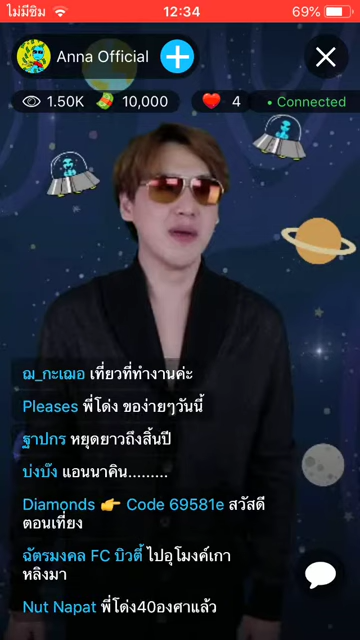 ไม่มีซิม 12:34 69%
Anna Official
1.50K 10,000 4 • Connected
ฌ_กะเฌอ เที่ยวที่ทำงานค่ะ
Pleases พี่โด่ง ของ่ายๆวันนี้
ฐาปกร หยุดยาวถึงสิ้นปี
บ่งบ๊ง แอนนาคิน.........
Diamonds 👉 Code 69581e สวัสดี
ตอนเที่ยง
ฉัตรมงคล FC บิวตี้ ไปอุโมงค์เกา
หลิงมา
Nut Napat พี่โด่ง40องศาแล้ว